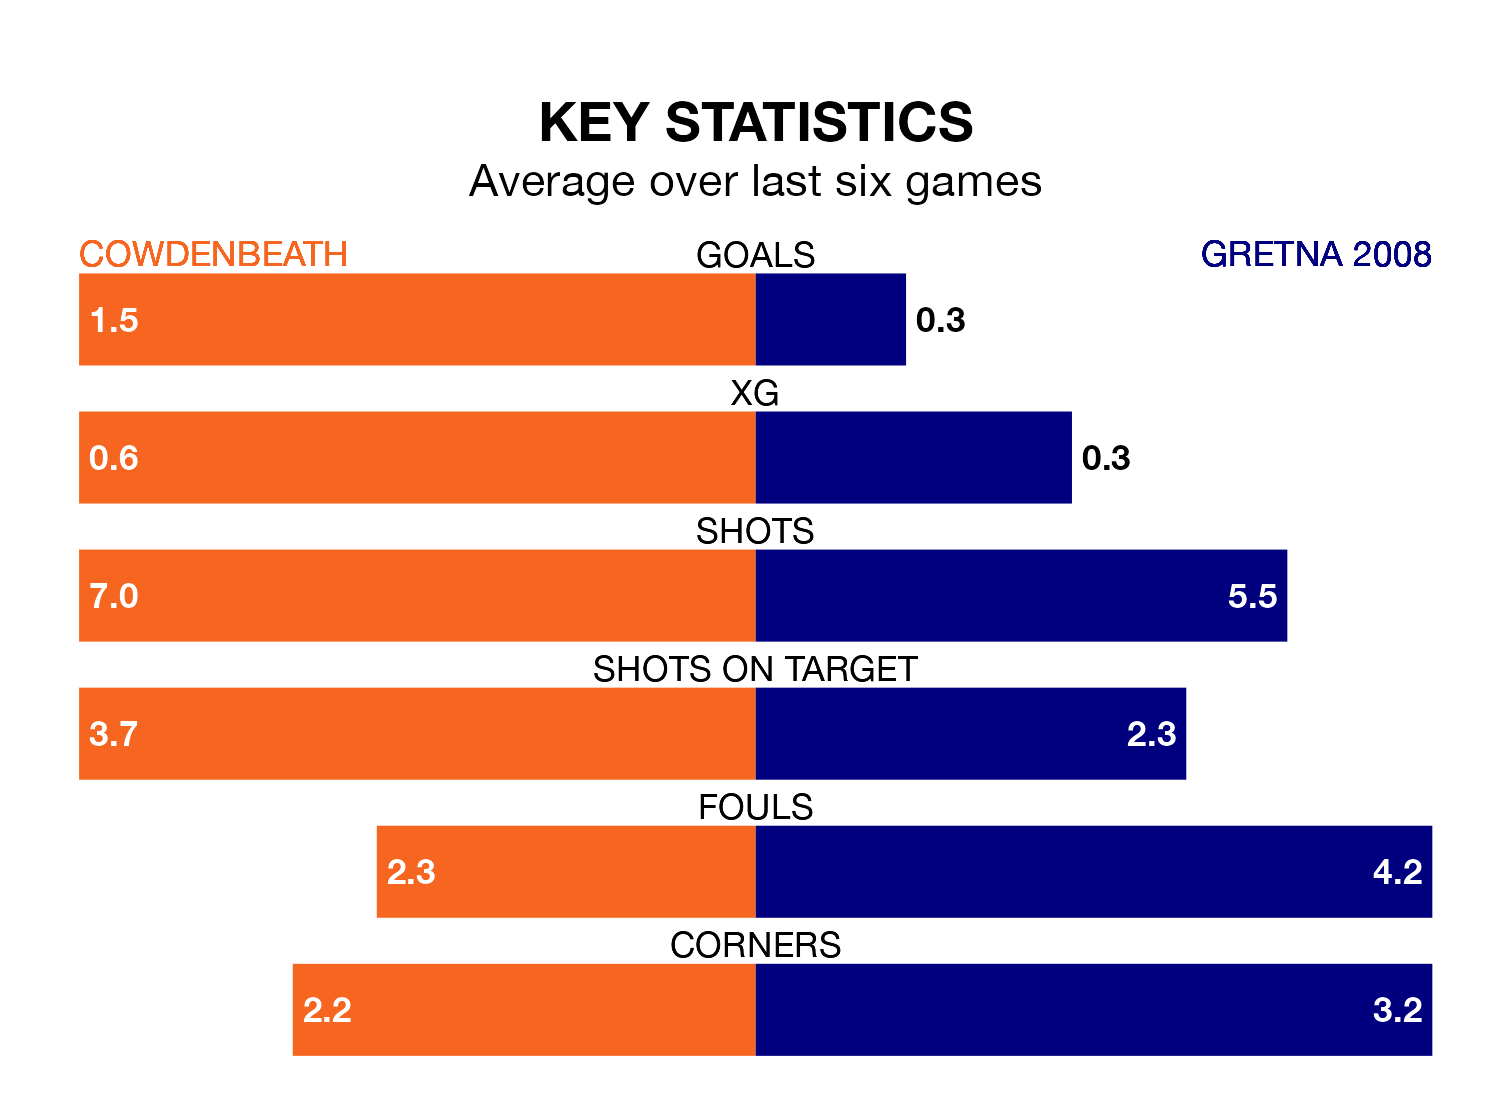 KEY STATISTICS
Average over last six games
COWDENBEATH GOALS GRETNA 2008
1.5 0.3
XG
0.6 0.3
SHOTS
7.0 5.5
SHOTS ON TARGET
3.7 2.3
FOULS
2.3 4.2
CORNERS
2.2 3.2